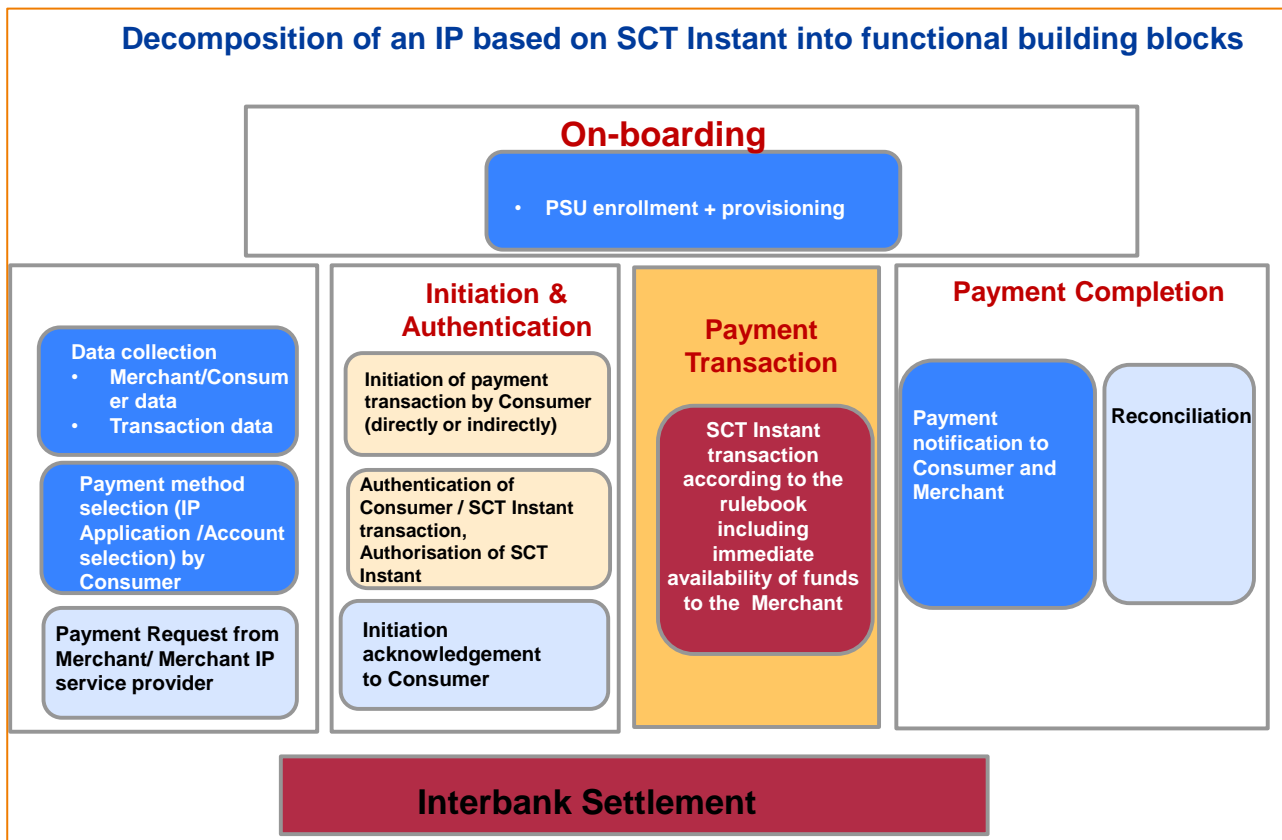 Decomposition of an IP based on SCT Instant into functional building blocks
On-boarding
• PSU enrollment + provisioning
Data collection
• Merchant/Consum
er data
• Transaction data
Payment method
selection (IP
Application /Account
selection) by
Consumer
Payment Request from
Merchant/ Merchant IP
service provider
Initiation &
Authentication
Initiation of payment
transaction by Consumer
(directly or indirectly)
Authentication of
Consumer / SCT Instant
transaction,
Authorisation of SCT
Instant
Initiation
acknowledgement
to Consumer
Payment
Transaction
SCT Instant
transaction
according to the
rulebook
including
immediate
availability of funds
to the Merchant
Payment Completion
Payment
notification to
Consumer and
Merchant
Reconciliation
Interbank Settlement